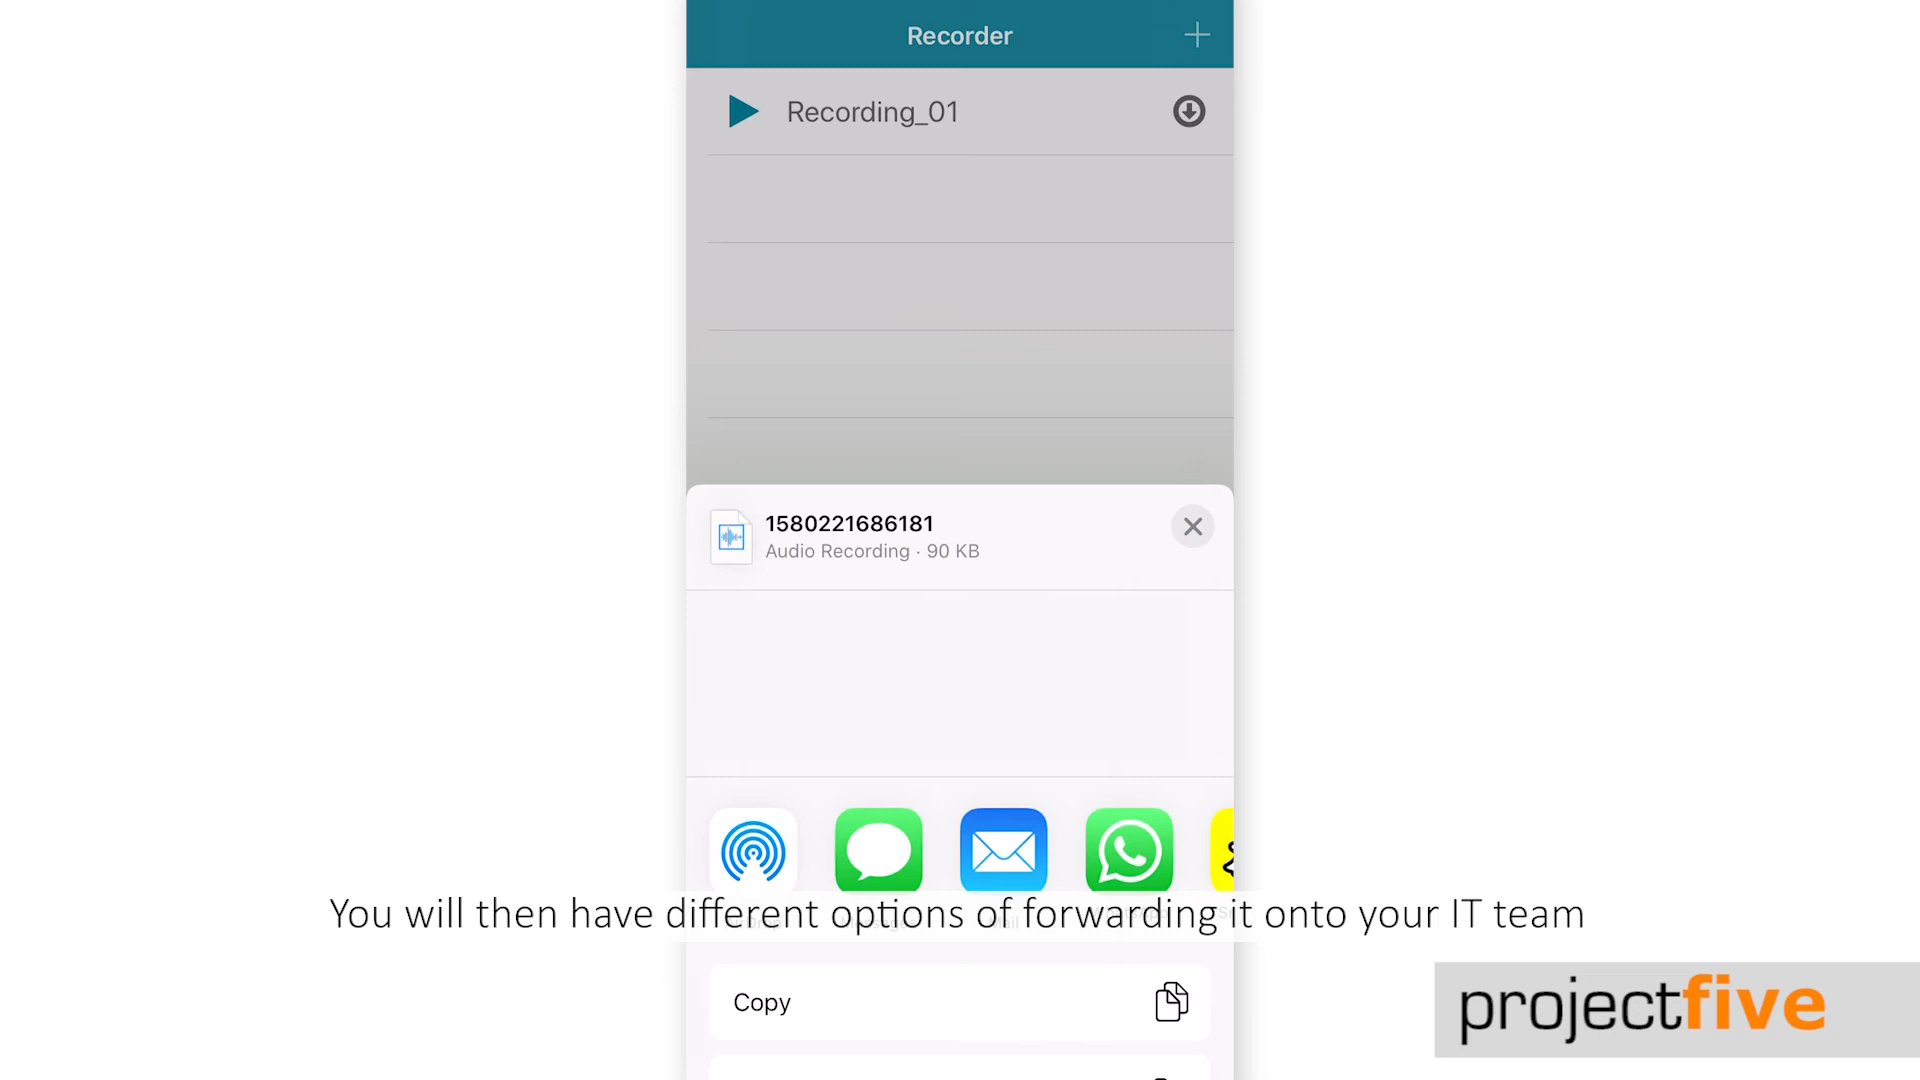 Recorder
Recording_01
1580221686181
Audio Recording · 90 KB
You will then have different options of forwarding it onto your IT team
Mail
Copy
projectfive